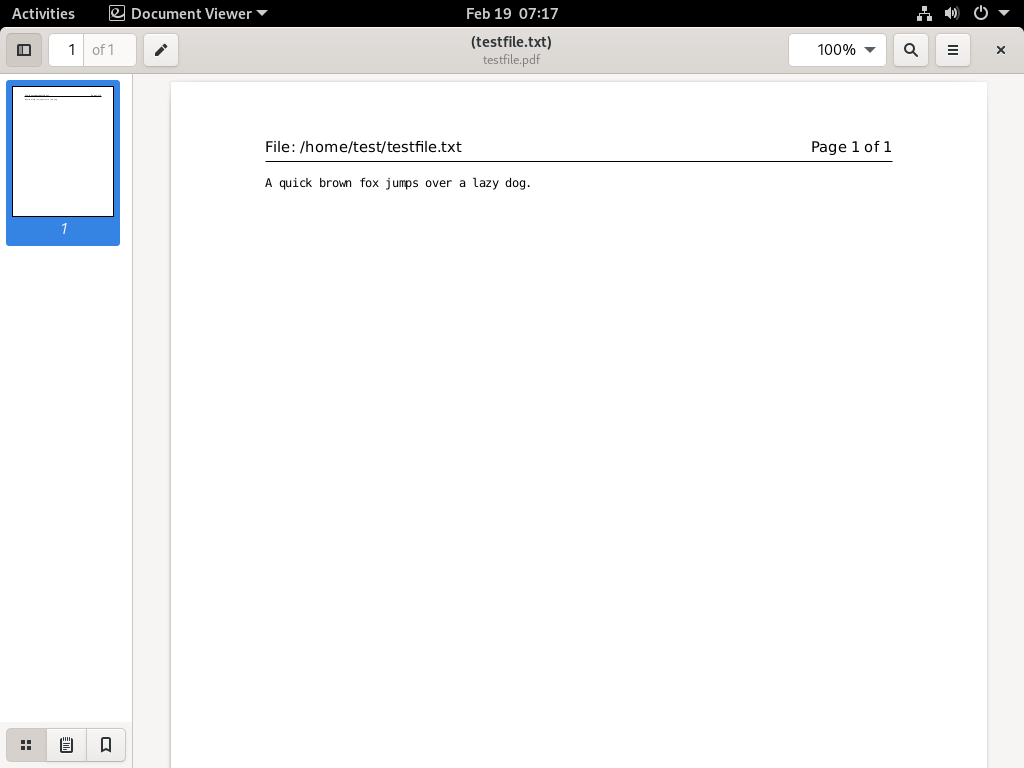 Activities
Document Viewer
Feb 19 07:17
1 of 1
(testfile.txt)
testfile.pdf
100%
1
File: /home/test/testfile.txt Page 1 of 1
A quick brown fox jumps over a lazy dog.